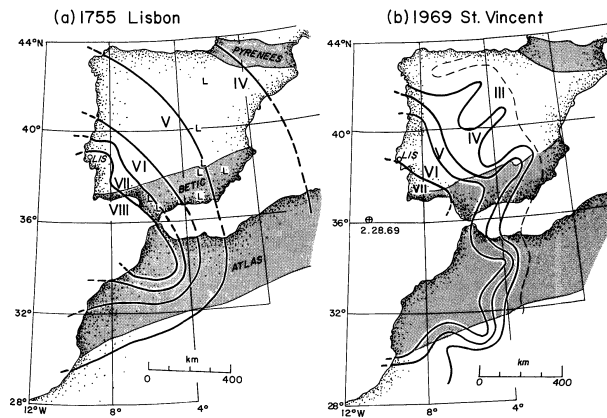 (a) 1755 Lisbon
44°N
PYRENEES
IV
L
V
L
40°N
LIS
VI
L
L
BETIC
VII
L
L
VIII
36°N
ATLAS
32°N
km
0 400
28°N
12°W 8° 4°
(b) 1969 St. Vincent
44°N
III
40°N
IV
LIS
V
VI
VII
36°N
2.28.69
32°N
km
0 400
28°
12°W 8° 4°